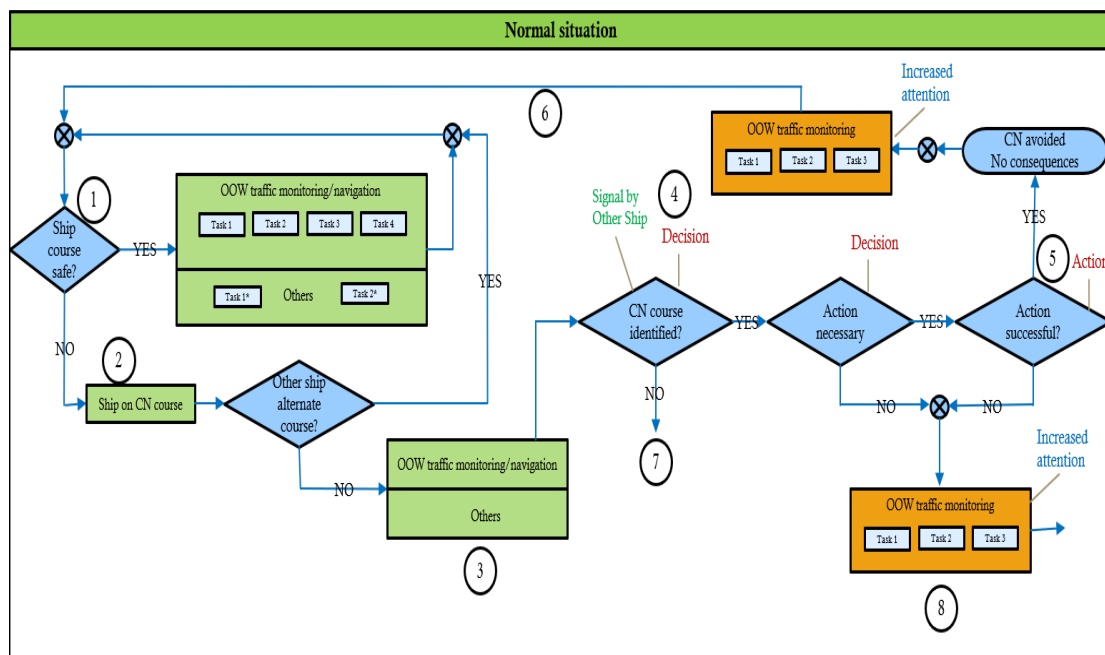 Normal situation
Increased
attention
6
OOW traffic monitoring
Task 1
Task 2
Task 3
CN avoided
No consequences
1
OOW traffic monitoring/navigation
Task 1
Task 2
Task 3
Task 4
Signal by
Other Ship
4
Decision
Decision
YES
5
Action
Ship
course
safe?
YES
Task 1*
Others
Task 2*
YES
CN course
identified?
YES
Action
necessary
YES
Action
successful?
NO
2
Ship on CN course
Other ship
alternate
course?
NO
NO
NO
7
OOW traffic monitoring/navigation
NO
Others
Increased
attention
OOW traffic monitoring
Task 1
Task 2
Task 3
3
8